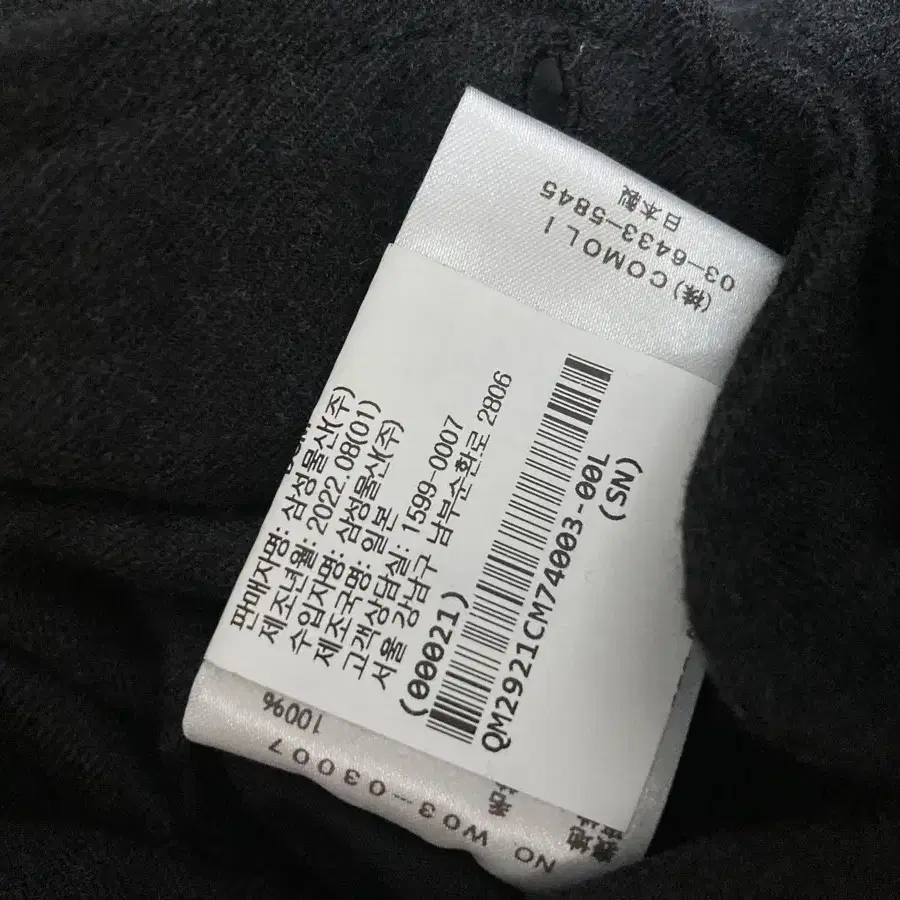 (株)COMOLI
03-6433-5845
日本製
판매자명: 삼성물산(주)
제조년월: 2022.08(01)
수입자명: 삼성물산(주)
제조국명: 일본
고객상담실: 1599-0007
서울 강남구 남부순환로 2806
(00021)
QM2921CM74003-00L
(SN)
NO W03-03007
100%